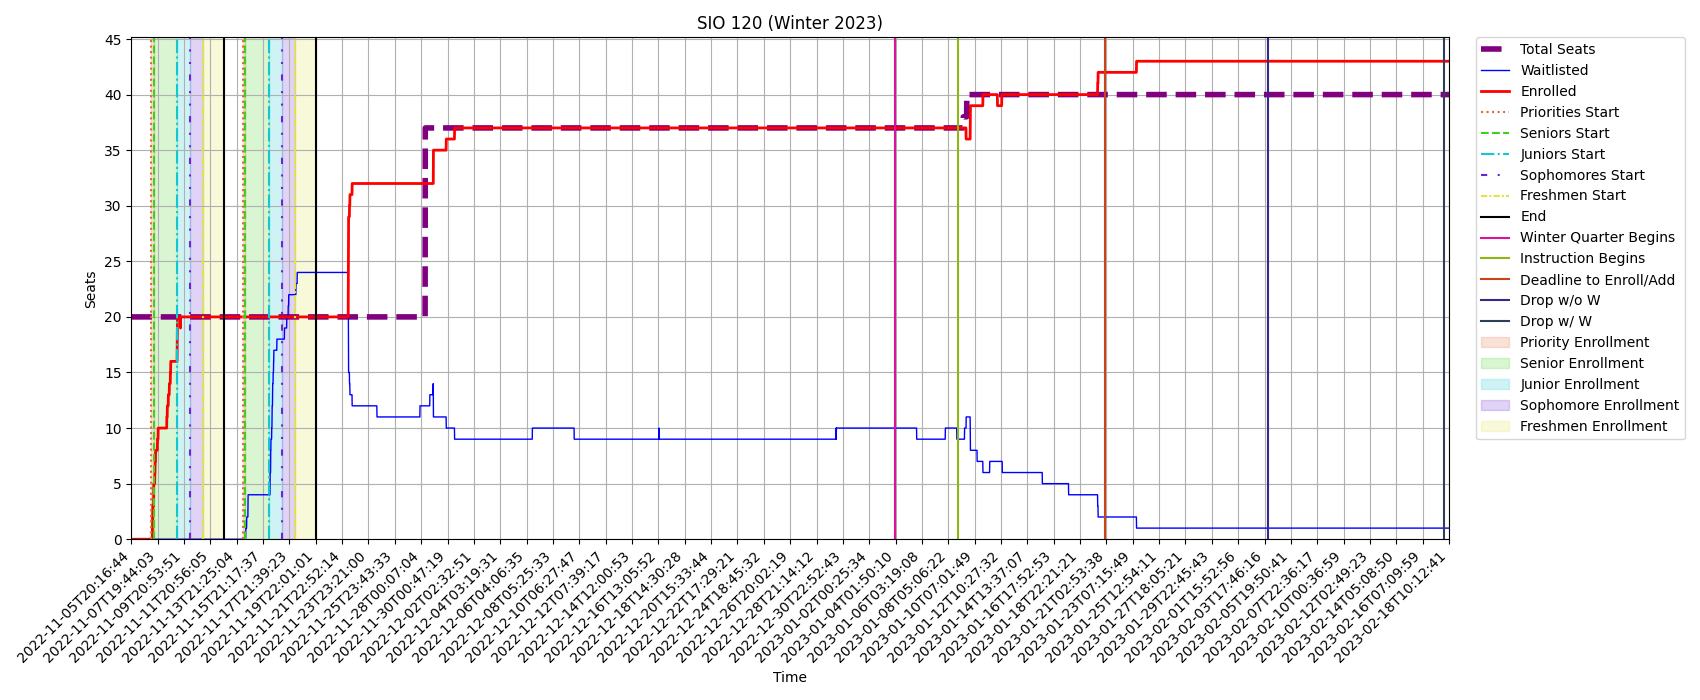 SIO 120 (Winter 2023)
45
40
35
30
25
20
15
10
5
0
Seats
2022-11-05T20:16:44
2022-11-07T19:44:03
2022-11-09T20:53:51
2022-11-11T20:56:05
2022-11-13T21:25:04
2022-11-15T21:17:37
2022-11-17T21:39:23
2022-11-19T22:01:01
2022-11-21T22:52:14
2022-11-23T23:21:00
2022-11-25T23:43:33
2022-11-28T00:07:04
2022-11-30T00:47:19
2022-12-02T02:32:51
2022-12-04T03:19:31
2022-12-06T04:06:35
2022-12-08T05:25:33
2022-12-10T06:27:47
2022-12-12T07:39:17
2022-12-14T12:00:53
2022-12-16T13:05:52
2022-12-18T14:30:28
2022-12-20T15:33:44
2022-12-22T17:29:21
2022-12-24T18:45:32
2022-12-26T20:02:19
2022-12-28T21:14:12
2022-12-30T22:52:43
2023-01-02T00:25:34
2023-01-04T01:50:10
2023-01-06T03:19:08
2023-01-08T05:06:22
2023-01-10T07:01:49
2023-01-12T10:27:32
2023-01-14T13:37:07
2023-01-16T17:52:53
2023-01-18T22:21:21
2023-01-21T02:53:38
2023-01-23T07:15:49
2023-01-25T12:54:11
2023-01-27T18:05:21
2023-01-29T22:45:43
2023-02-01T15:52:56
2023-02-03T17:46:16
2023-02-05T19:50:41
2023-02-07T22:36:17
2023-02-10T00:36:59
2023-02-12T02:49:23
2023-02-14T05:08:50
2023-02-16T07:09:59
2023-02-18T10:12:41
Time
Total Seats
Waitlisted
Enrolled
Priorities Start
Seniors Start
Juniors Start
Sophomores Start
Freshmen Start
End
Winter Quarter Begins
Instruction Begins
Deadline to Enroll/Add
Drop w/o W
Drop w/ W
Priority Enrollment
Senior Enrollment
Junior Enrollment
Sophomore Enrollment
Freshmen Enrollment